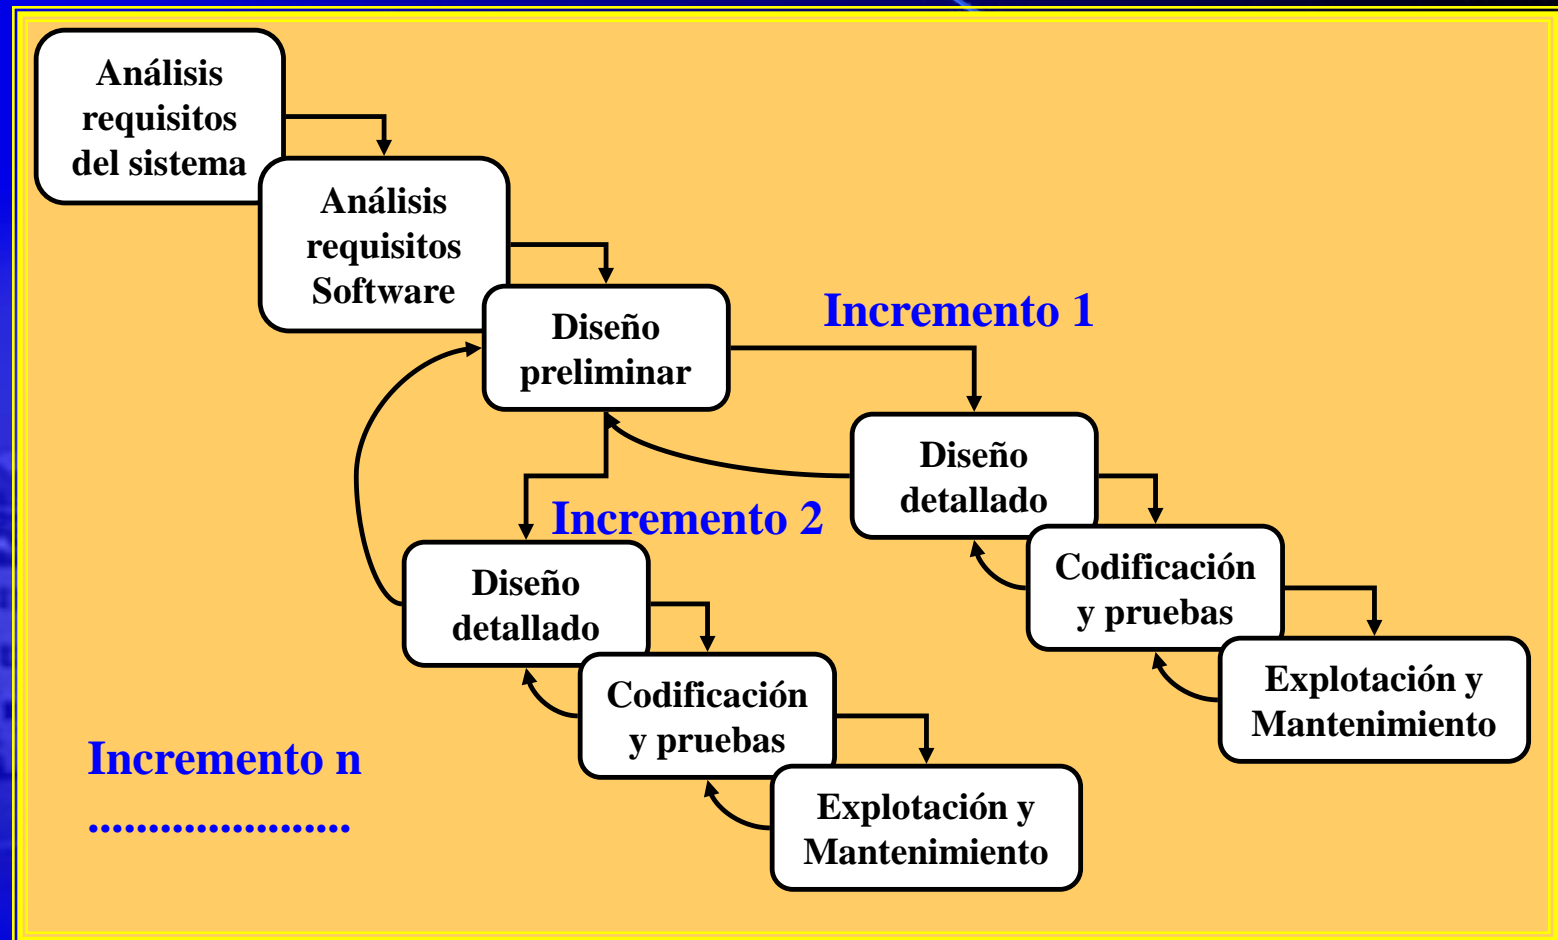 Análisis
requisitos
del sistema
Análisis
requisitos
Software
Diseño
preliminar
Incremento 1
Diseño
detallado
Codificación
y pruebas
Explotación y
Mantenimiento
Incremento 2
Diseño
detallado
Codificación
y pruebas
Explotación y
Mantenimiento
Incremento n
......................